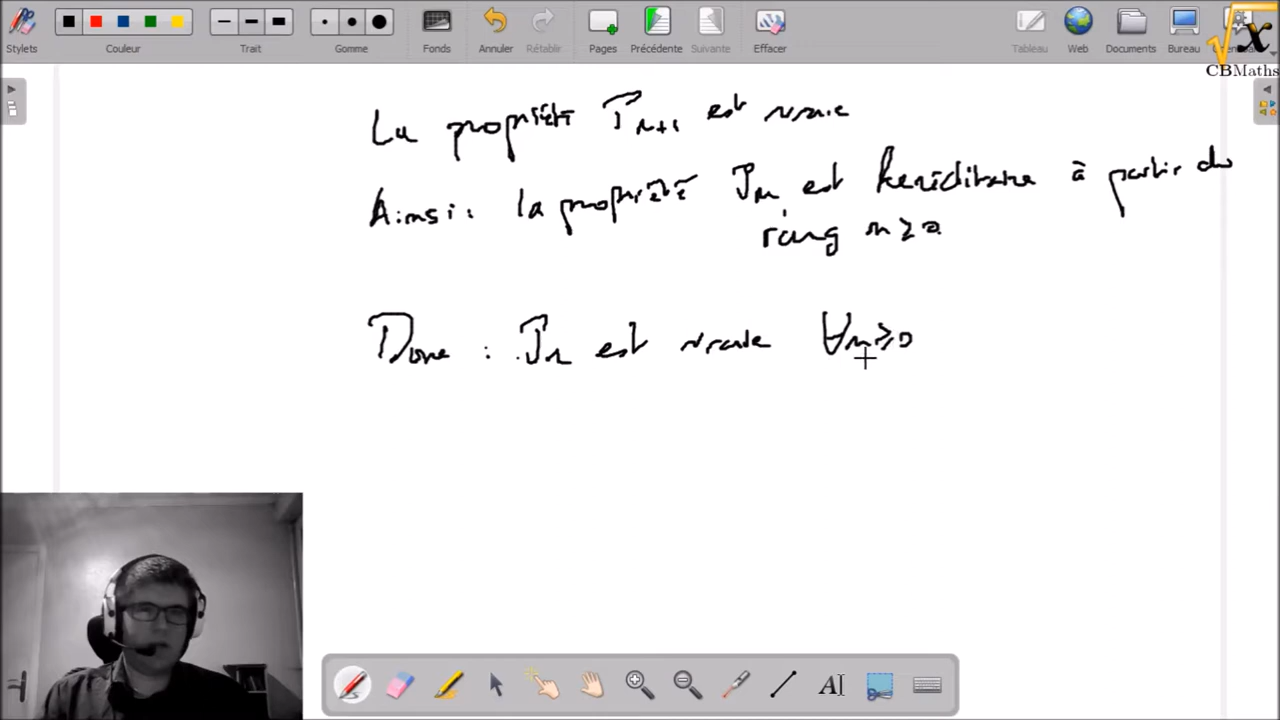 Stylets Couleur Trait Gomme Fonds Annuler Rétablir Pages Précédente Suivante Effacer Tableau Web Documents Bureau
CBMaths
La propriété Pn+1 est vraie
Ainsi : la propriété Pn est héréditaire à partir du
rang n ≥ 0
Donc : Pn est vraie ∀n ≥ 0